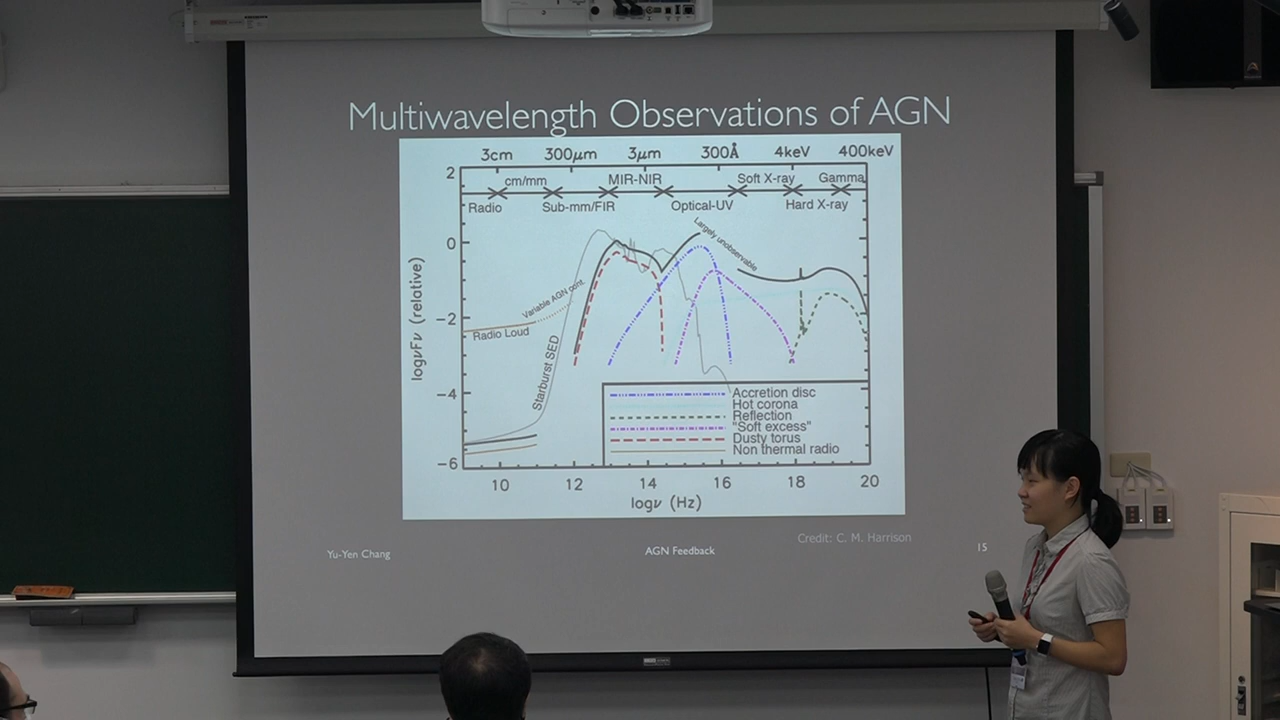 Multiwavelength Observations of AGN
3cm 300μm 3μm 300Å 4keV 400keV
cm/mm MIR-NIR Soft X-ray Gamma
Radio Sub-mm/FIR Optical-UV Hard X-ray
Largely unobservable
Variable AGN cont.
Radio Loud
Starburst SED
logνFν (relative)
2
0
−2
−4
−6
Accretion disc
Hot corona
Reflection
"Soft excess"
Dusty torus
Non thermal radio
10 12 14 16 18 20
logν (Hz)
Credit: C. M. Harrison
Yu-Yen Chang AGN Feedback 15